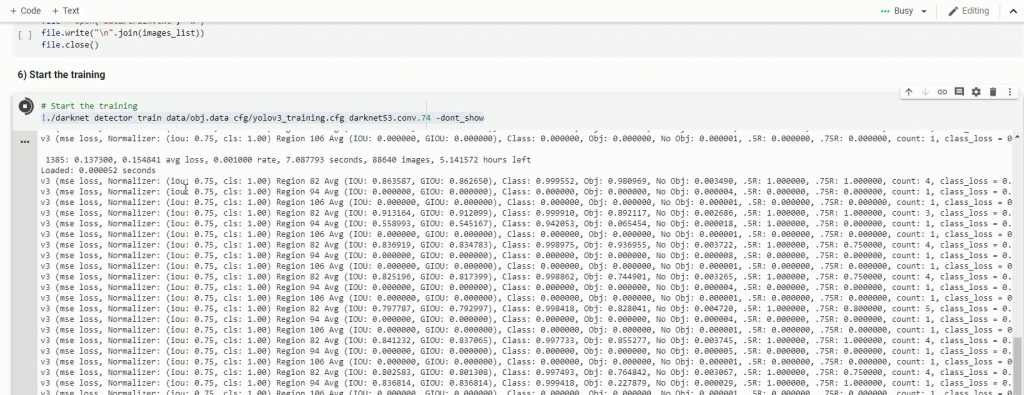 + Code + Text
Busy
Editing
[ ]
file.write("\n".join(images_list))
file.close()
6) Start the training
# Start the training
!./darknet detector train data/obj.data cfg/yolov3_training.cfg darknet53.conv.74 -dont_show
v3 (mse loss, Normalizer: (iou: 0.75, cls: 1.00) Region 106 Avg (IOU: 0.000000, GIOU: 0.000000), Class: 0.000000, Obj: 0.000000, No Obj: 0.000001, .5R: 0.000000, .75R: 0.000000, count: 1, class_loss = 0
1385: 0.137300, 0.154841 avg loss, 0.001000 rate, 7.087793 seconds, 88640 images, 5.141572 hours left
Loaded: 0.000052 seconds
v3 (mse loss, Normalizer: (iou: 0.75, cls: 1.00) Region 82 Avg (IOU: 0.863587, GIOU: 0.862650), Class: 0.999552, Obj: 0.980969, No Obj: 0.003490, .5R: 1.000000, .75R: 1.000000, count: 4, class_loss = 0.
v3 (mse loss, Normalizer: (iou: 0.75, cls: 1.00) Region 94 Avg (IOU: 0.000000, GIOU: 0.000000), Class: 0.000000, Obj: 0.000000, No Obj: 0.000004, .5R: 0.000000, .75R: 0.000000, count: 1, class_loss = 0.
v3 (mse loss, Normalizer: (iou: 0.75, cls: 1.00) Region 106 Avg (IOU: 0.000000, GIOU: 0.000000), Class: 0.000000, Obj: 0.000000, No Obj: 0.000001, .5R: 0.000000, .75R: 0.000000, count: 1, class_loss = 0
v3 (mse loss, Normalizer: (iou: 0.75, cls: 1.00) Region 82 Avg (IOU: 0.913164, GIOU: 0.912099), Class: 0.999910, Obj: 0.892117, No Obj: 0.002686, .5R: 1.000000, .75R: 1.000000, count: 3, class_loss = 0.
v3 (mse loss, Normalizer: (iou: 0.75, cls: 1.00) Region 94 Avg (IOU: 0.558993, GIOU: 0.545167), Class: 0.942053, Obj: 0.065454, No Obj: 0.000018, .5R: 1.000000, .75R: 0.000000, count: 1, class_loss = 0.
v3 (mse loss, Normalizer: (iou: 0.75, cls: 1.00) Region 106 Avg (IOU: 0.000000, GIOU: 0.000000), Class: 0.000000, Obj: 0.000000, No Obj: 0.000001, .5R: 0.000000, .75R: 0.000000, count: 1, class_loss = 0
v3 (mse loss, Normalizer: (iou: 0.75, cls: 1.00) Region 82 Avg (IOU: 0.836919, GIOU: 0.834783), Class: 0.998975, Obj: 0.936955, No Obj: 0.003722, .5R: 1.000000, .75R: 0.750000, count: 4, class_loss = 0.
v3 (mse loss, Normalizer: (iou: 0.75, cls: 1.00) Region 94 Avg (IOU: 0.000000, GIOU: 0.000000), Class: 0.000000, Obj: 0.000000, No Obj: 0.000008, .5R: 0.000000, .75R: 0.000000, count: 1, class_loss = 0.
v3 (mse loss, Normalizer: (iou: 0.75, cls: 1.00) Region 106 Avg (IOU: 0.000000, GIOU: 0.000000), Class: 0.000000, Obj: 0.000000, No Obj: 0.000001, .5R: 0.000000, .75R: 0.000000, count: 1, class_loss = 0
v3 (mse loss, Normalizer: (iou: 0.75, cls: 1.00) Region 82 Avg (IOU: 0.825196, GIOU: 0.817399), Class: 0.998862, Obj: 0.744901, No Obj: 0.003265, .5R: 1.000000, .75R: 0.750000, count: 4, class_loss = 0.
v3 (mse loss, Normalizer: (iou: 0.75, cls: 1.00) Region 94 Avg (IOU: 0.000000, GIOU: 0.000000), Class: 0.000000, Obj: 0.000000, No Obj: 0.000004, .5R: 0.000000, .75R: 0.000000, count: 1, class_loss = 0.
v3 (mse loss, Normalizer: (iou: 0.75, cls: 1.00) Region 106 Avg (IOU: 0.000000, GIOU: 0.000000), Class: 0.000000, Obj: 0.000000, No Obj: 0.000001, .5R: 0.000000, .75R: 0.000000, count: 1, class_loss = 0
v3 (mse loss, Normalizer: (iou: 0.75, cls: 1.00) Region 82 Avg (IOU: 0.797787, GIOU: 0.792997), Class: 0.998418, Obj: 0.828041, No Obj: 0.004720, .5R: 1.000000, .75R: 0.800000, count: 5, class_loss = 0.
v3 (mse loss, Normalizer: (iou: 0.75, cls: 1.00) Region 94 Avg (IOU: 0.000000, GIOU: 0.000000), Class: 0.000000, Obj: 0.000000, No Obj: 0.000004, .5R: 0.000000, .75R: 0.000000, count: 1, class_loss = 0.
v3 (mse loss, Normalizer: (iou: 0.75, cls: 1.00) Region 106 Avg (IOU: 0.000000, GIOU: 0.000000), Class: 0.000000, Obj: 0.000000, No Obj: 0.000001, .5R: 0.000000, .75R: 0.000000, count: 1, class_loss = 0
v3 (mse loss, Normalizer: (iou: 0.75, cls: 1.00) Region 82 Avg (IOU: 0.841232, GIOU: 0.837065), Class: 0.997733, Obj: 0.855277, No Obj: 0.003745, .5R: 1.000000, .75R: 1.000000, count: 4, class_loss = 0.
v3 (mse loss, Normalizer: (iou: 0.75, cls: 1.00) Region 94 Avg (IOU: 0.000000, GIOU: 0.000000), Class: 0.000000, Obj: 0.000000, No Obj: 0.000005, .5R: 0.000000, .75R: 0.000000, count: 1, class_loss = 0.
v3 (mse loss, Normalizer: (iou: 0.75, cls: 1.00) Region 106 Avg (IOU: 0.000000, GIOU: 0.000000), Class: 0.000000, Obj: 0.000000, No Obj: 0.000001, .5R: 0.000000, .75R: 0.000000, count: 1, class_loss = 0
v3 (mse loss, Normalizer: (iou: 0.75, cls: 1.00) Region 82 Avg (IOU: 0.802583, GIOU: 0.801308), Class: 0.997493, Obj: 0.764842, No Obj: 0.003067, .5R: 1.000000, .75R: 0.750000, count: 4, class_loss = 0.
v3 (mse loss, Normalizer: (iou: 0.75, cls: 1.00) Region 94 Avg (IOU: 0.836814, GIOU: 0.836814), Class: 0.999418, Obj: 0.227879, No Obj: 0.000029, .5R: 1.000000, .75R: 1.000000, count: 1, class_loss = 0.